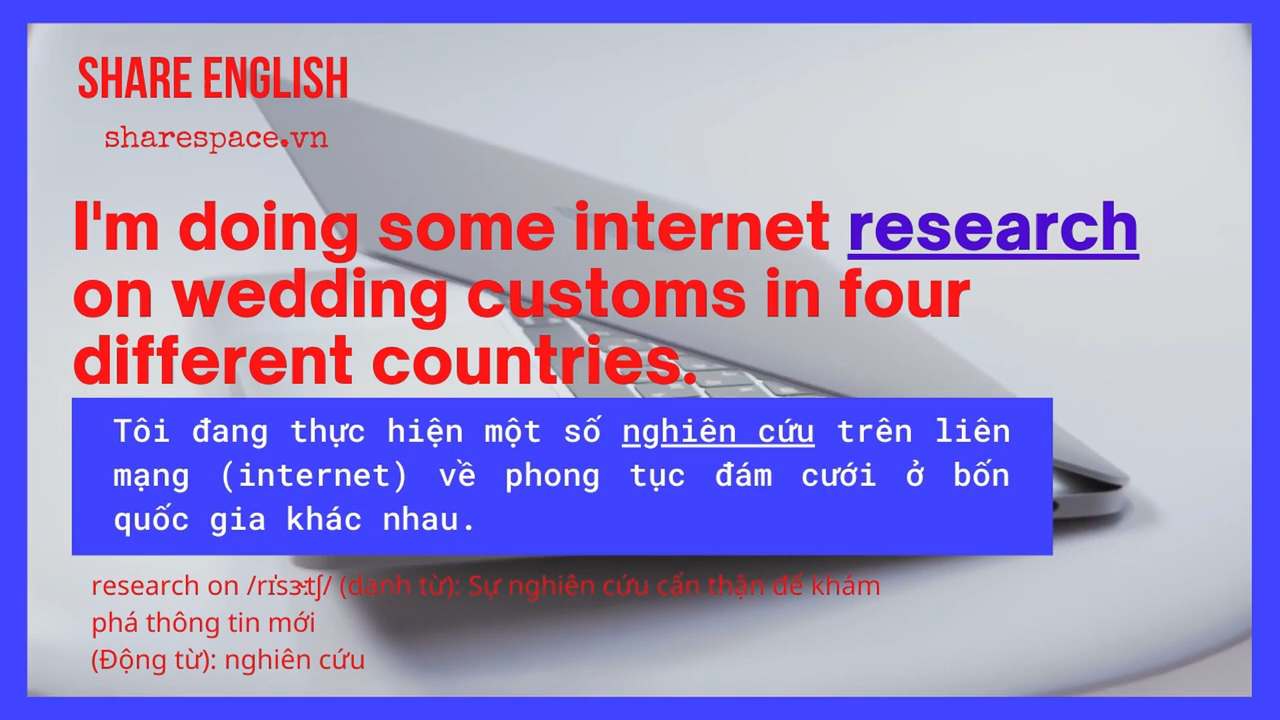 SHARE ENGLISH
sharespace.vn
I'm doing some internet research
on wedding customs in four
different countries.
Tôi đang thực hiện một số nghiên cứu trên liên
mạng (internet) về phong tục đám cưới ở bốn
quốc gia khác nhau.
research on /rɪˈsɝːtʃ/ (danh từ): Sự nghiên cứu cẩn thận để khám
phá thông tin mới
(Động từ): nghiên cứu